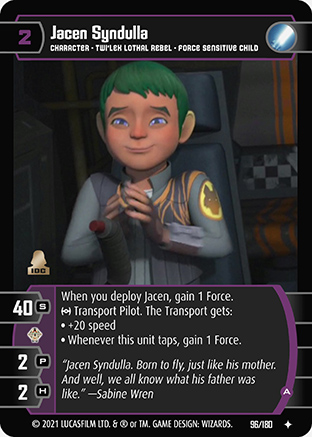 2
Jacen Syndulla
CHARACTER • TWI'LEK LOTHAL REBEL • FORCE SENSITIVE CHILD
IDC
40 S
When you deploy Jacen, gain 1 Force.
Transport Pilot. The Transport gets:
• +20 speed
• Whenever this unit taps, gain 1 Force.
2 P
2 H
"Jacen Syndulla. Born to fly, just like his mother.
And well, we all know what his father was
like." —Sabine Wren
A
© 2021 LUCASFILM LTD. & ® or TM. GAME DESIGN: WIZARDS.
96/180